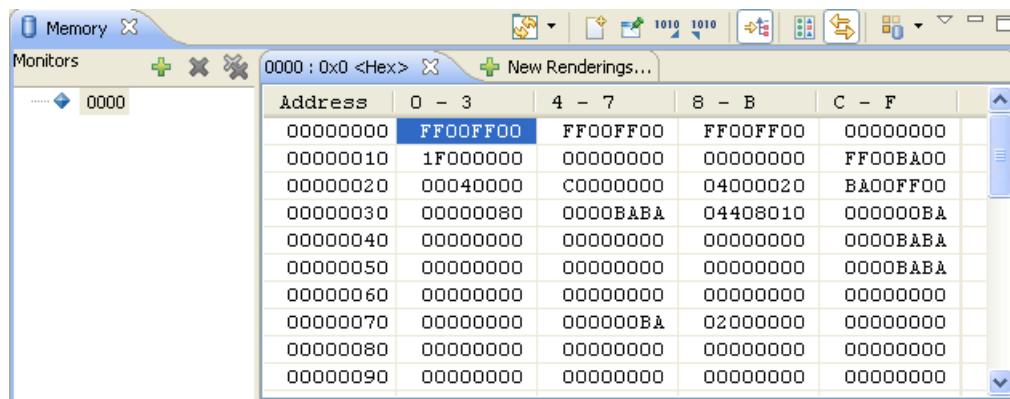 Memory
1010 1010
Monitors
0000 : 0x0 <Hex> New Renderings...
0000
Address 0 - 3 4 - 7 8 - B C - F
00000000 FF00FF00 FF00FF00 FF00FF00 00000000
00000010 1F000000 00000000 00000000 FF00BA00
00000020 00040000 C0000000 04000020 BA00FF00
00000030 00000080 0000BABA 04408010 000000BA
00000040 00000000 00000000 00000000 0000BABA
00000050 00000000 00000000 00000000 0000BABA
00000060 00000000 00000000 00000000 00000000
00000070 00000000 000000BA 02000000 00000000
00000080 00000000 00000000 00000000 00000000
00000090 00000000 00000000 00000000 00000000